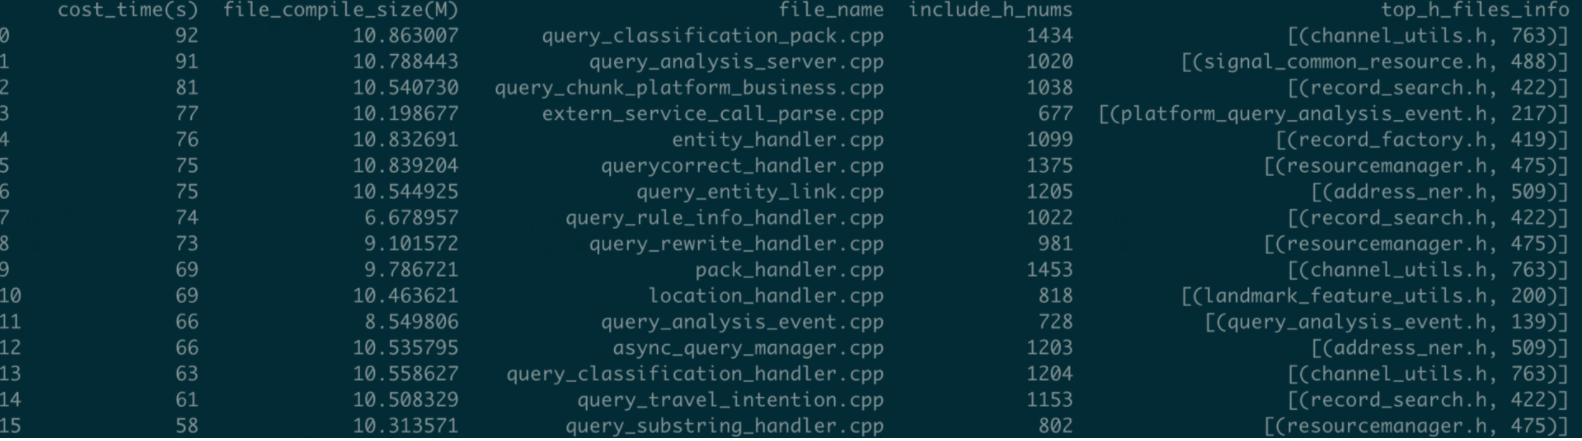 cost_time(s) file_compile_size(M) file_name include_h_nums top_h_files_info
0 92 10.863007 query_classification_pack.cpp 1434 [(channel_utils.h, 763)]
1 91 10.788443 query_analysis_server.cpp 1020 [(signal_common_resource.h, 488)]
2 81 10.540730 query_chunk_platform_business.cpp 1038 [(record_search.h, 422)]
3 77 10.198677 extern_service_call_parse.cpp 677 [(platform_query_analysis_event.h, 217)]
4 76 10.832691 entity_handler.cpp 1099 [(record_factory.h, 419)]
5 75 10.839204 querycorrect_handler.cpp 1375 [(resourcemanager.h, 475)]
6 75 10.544925 query_entity_link.cpp 1205 [(address_ner.h, 509)]
7 74 6.678957 query_rule_info_handler.cpp 1022 [(record_search.h, 422)]
8 73 9.101572 query_rewrite_handler.cpp 981 [(resourcemanager.h, 475)]
9 69 9.786721 pack_handler.cpp 1453 [(channel_utils.h, 763)]
10 69 10.463621 location_handler.cpp 818 [(landmark_feature_utils.h, 200)]
11 66 8.549806 query_analysis_event.cpp 728 [(query_analysis_event.h, 139)]
12 66 10.535795 async_query_manager.cpp 1203 [(address_ner.h, 509)]
13 63 10.558627 query_classification_handler.cpp 1204 [(channel_utils.h, 763)]
14 61 10.508329 query_travel_intention.cpp 1153 [(record_search.h, 422)]
15 58 10.313571 query_substring_handler.cpp 802 [(resourcemanager.h, 475)]